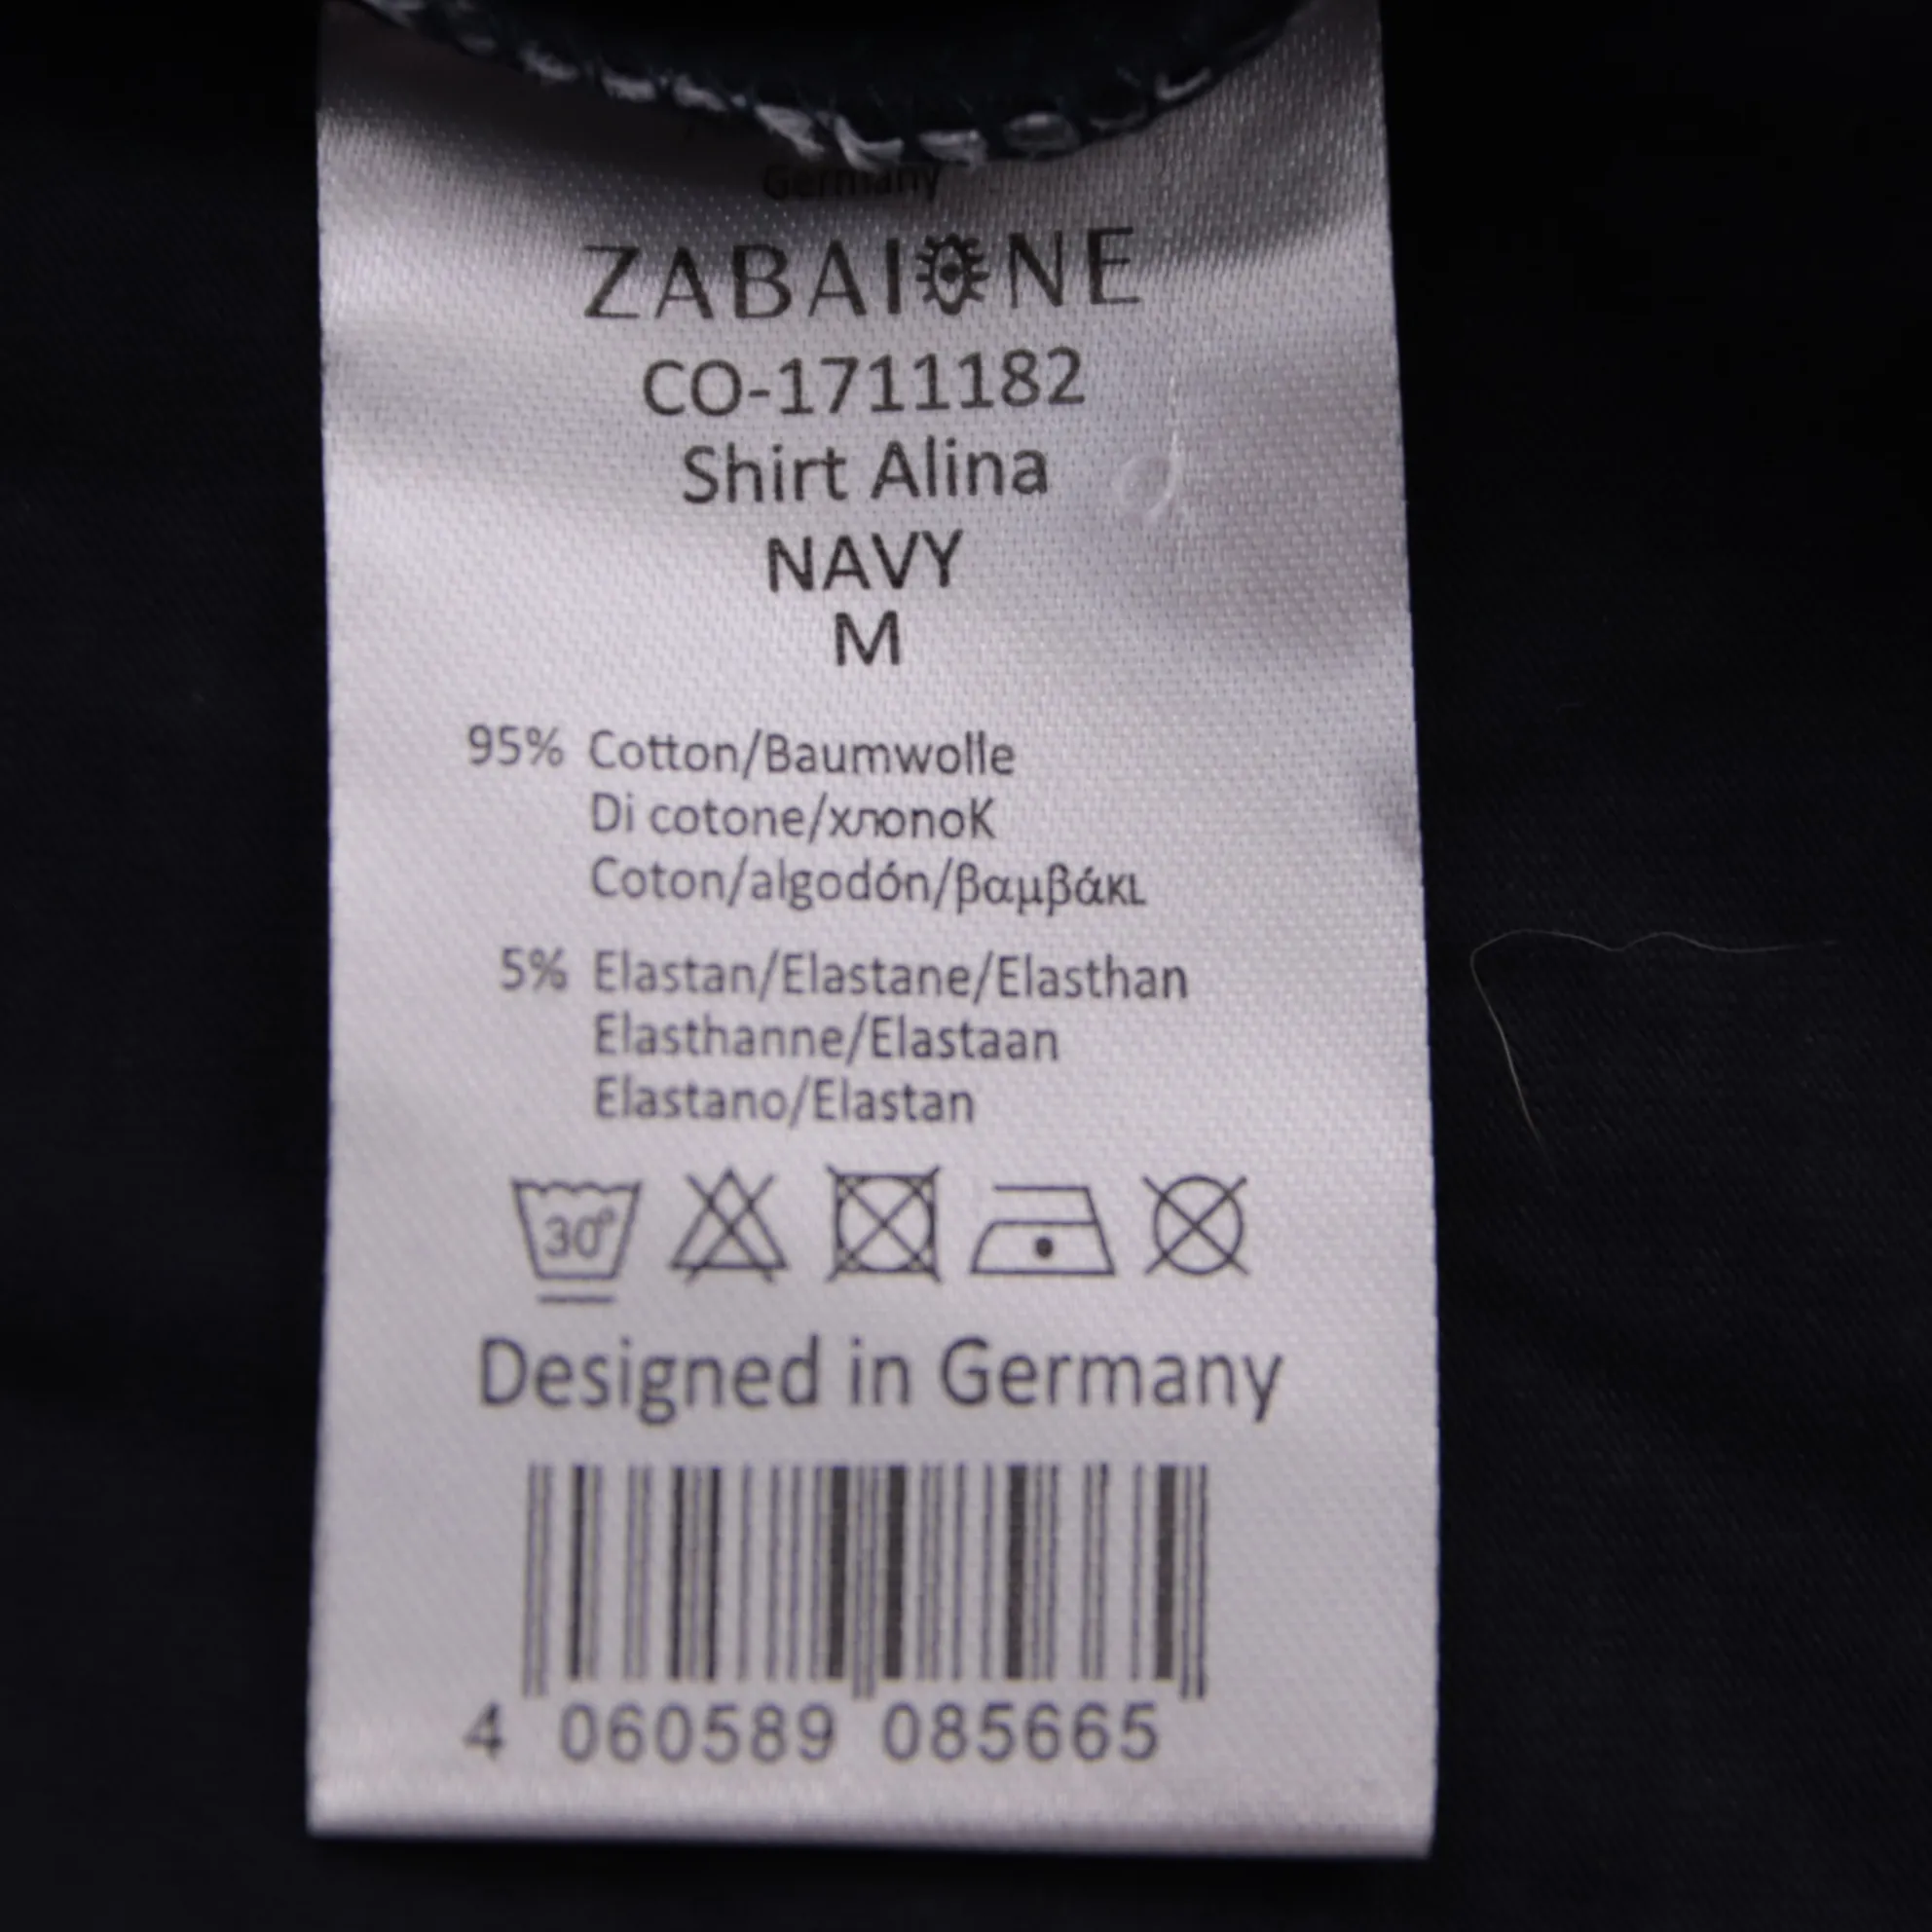 Germany
ZABAIONE
CO-1711182
Shirt Alina
NAVY
M
95% Cotton/Baumwolle
Di cotone/хлопоК
Coton/algodón/βαμβάκι
5% Elastan/Elastane/Elasthan
Elasthanne/Elastaan
Elastano/Elastan
30°
Designed in Germany
4 060589 085665